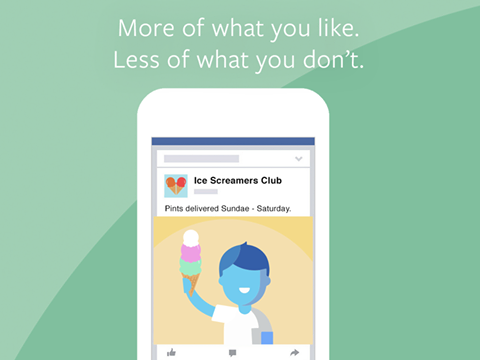 More of what you like.
Less of what you don't.
Ice Screamers Club
Pints delivered Sundae - Saturday.